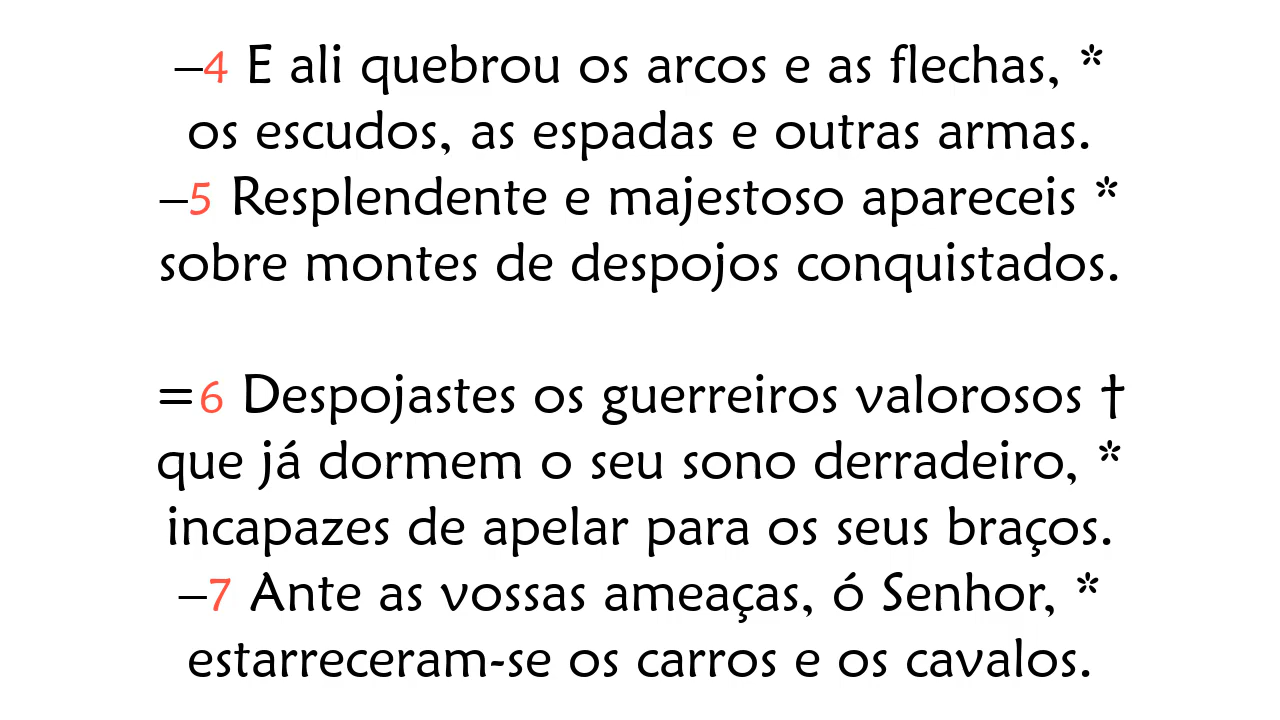 –4 E ali quebrou os arcos e as flechas, *
os escudos, as espadas e outras armas.
–5 Resplendente e majestoso apareceis *
sobre montes de despojos conquistados.
=6 Despojastes os guerreiros valorosos †
que já dormem o seu sono derradeiro, *
incapazes de apelar para os seus braços.
–7 Ante as vossas ameaças, ó Senhor, *
estarreceram-se os carros e os cavalos.